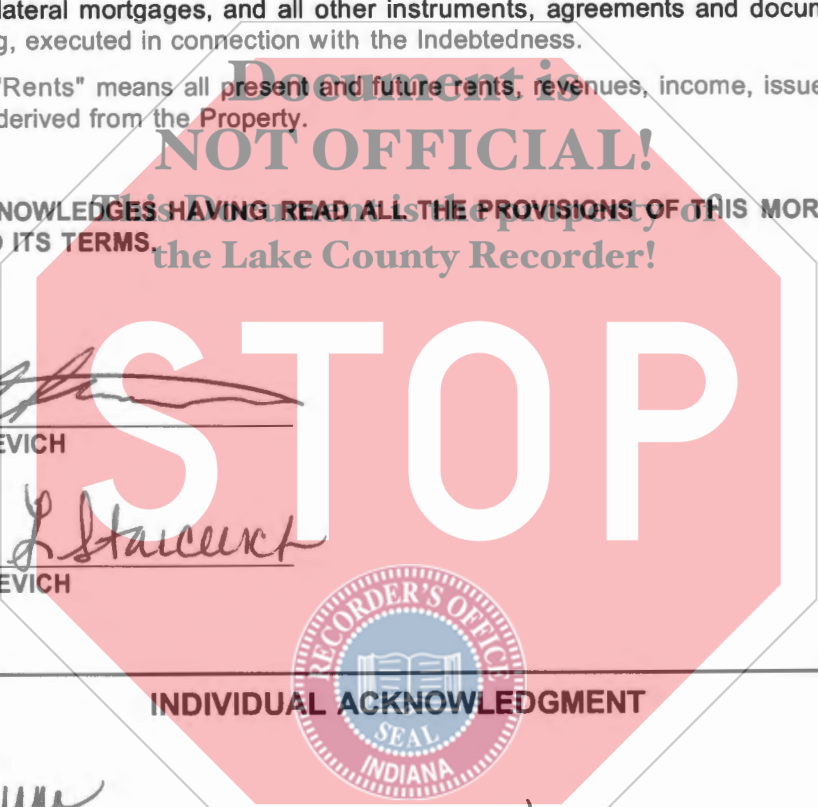 lateral mortgages, and all other instruments, agreements and docum
g, executed in connection with the Indebtedness.
"Rents" means all present and future rents, revenues, income, issue
derived from the Property.
Document is
NOT OFFICIAL!
This Document is the property of
the Lake County Recorder!
NOWLEDGES HAVING READ ALL THE PROVISIONS OF THIS MOR
ITS TERMS.
STOP
EVICH
L Staicevich
EVICH
RECORDER'S OFFICE
SEAL
INDIANA
INDIVIDUAL ACKNOWLEDGMENT